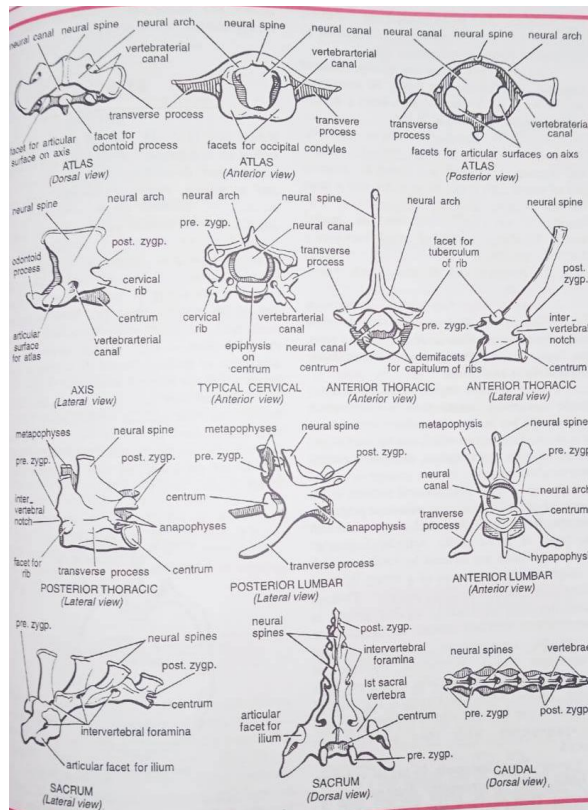 neural canal
neural spine
neural arch
vertebraterial
canal
transverse process
facet for articular
surface on axis
facet for
odontoid process
ATLAS
(Dorsal view)
neural spine
neural canal
vertebrarterial
canal
transvere
process
facets for occipital condyles
ATLAS
(Anterior view)
neural canal
neural spine
neural arch
transverse
process
vertebraterial
canal
facets for articular surfaces on aixs
ATLAS
(Posterior view)
neural spine
neural arch
post. zygp.
odontoid
process
cervical
rib
centrum
articular
surface
for atlas
vertebrarterial
canal
AXIS
(Lateral view)
neural arch
neural spine
pre. zygp.
neural canal
transverse
process
cervical
rib
vertebrarterial
canal
epiphysis
on
centrum
TYPICAL CERVICAL
(Anterior view)
neural arch
facet for
tuberculum
of rib
pre. zygp.
neural canal
centrum
demifacets
for capitulum of ribs
ANTERIOR THORACIC
(Anterior view)
neural spine
post.
zygp.
inter_
vertebral
notch
centrum
ANTERIOR THORACIC
(Lateral view)
metapophyses
neural spine
pre. zygp.
post. zygp.
inter_
vertebral
notch
anapophyses
facet for
rib
transverse process
centrum
POSTERIOR THORACIC
(Lateral view)
metapophyses
neural spine
pre. zygp.
post. zygp.
centrum
anapophysis
tranverse process
POSTERIOR LUMBAR
(Lateral view)
metapophysis
neural spine
pre. zygp.
neural
canal
neural arch
centrum
tranverse
process
hypapophysis
ANTERIOR LUMBAR
(Anterior view)
pre. zygp.
neural spines
post. zygp.
centrum
intervertebral foramina
articular facet for ilium
SACRUM
(Lateral view)
neural
spines
post. zygp.
intervertebral
foramina
Ist sacral
vertebra
articular
facet for
ilium
centrum
pre. zygp.
SACRUM
(Dorsal view)
neural spines
vertebrae
pre. zygp
post. zygp.
CAUDAL
(Dorsal view)